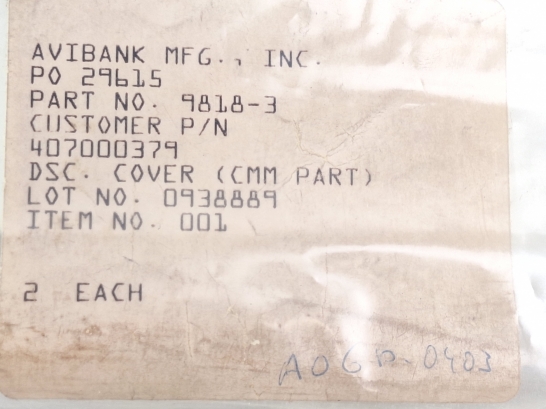 AVIBANK MFG., INC.
PO 29615
PART NO. 9818-3
CUSTOMER P/N
407000379
DSC. COVER (CMM PART)
LOT NO. 0938889
ITEM NO. 001
2 EACH